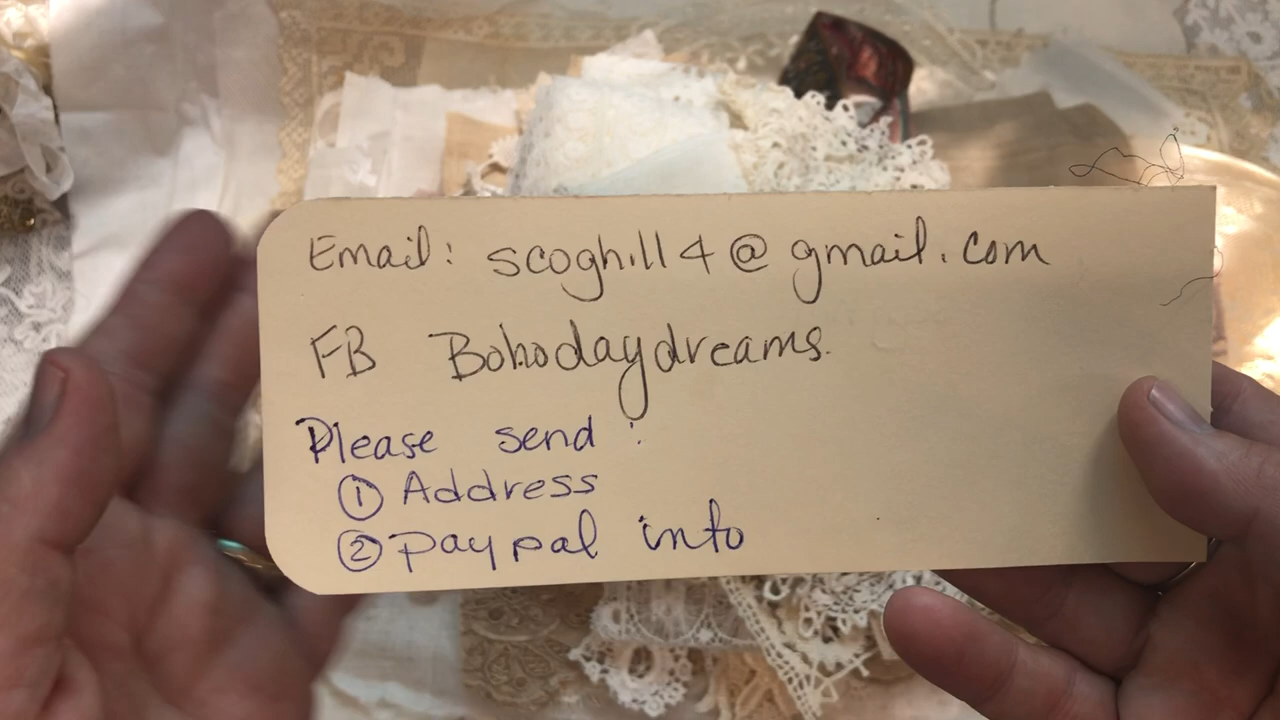 Email: scoghill4@gmail.com
FB Bohodaydreams.
Please send:
① Address
② paypal info